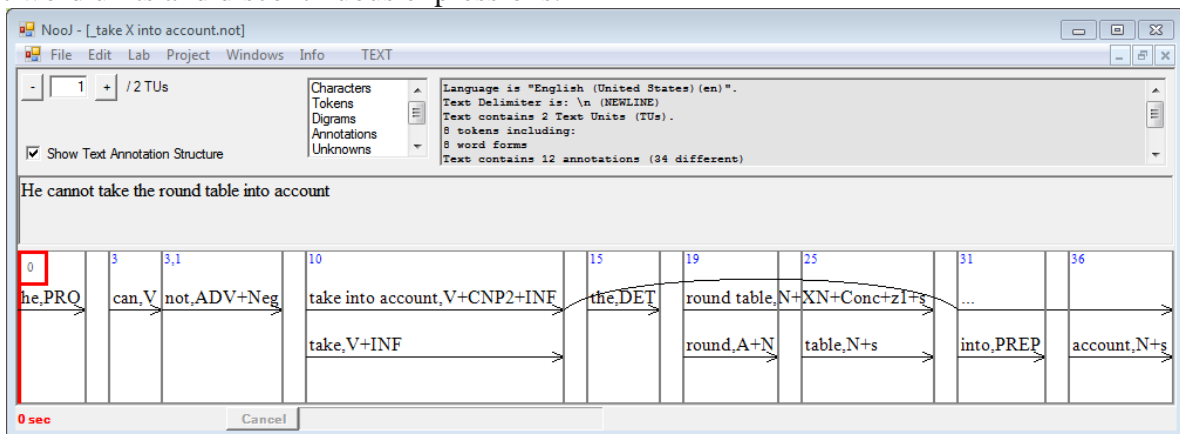 NooJ - [_take X into account.not]
File Edit Lab Project Windows Info TEXT
- 1 + / 2 TUs
Characters
Tokens
Digrams
Annotations
Unknowns
Language is "English (United States)(en)".
Text Delimiter is: \n (NEWLINE)
Text contains 2 Text Units (TUs).
8 tokens including:
8 word forms
Text contains 12 annotations (34 different)
Show Text Annotation Structure
He cannot take the round table into account
0 3 3,1 10 15 19 25 31 36
he,PRO can,V not,ADV+Neg take into account,V+CNP2+INF the,DET round table,N+XN+Conc+z1+s ...
take,V+INF round,A+N table,N+s into,PREP account,N+s
0 sec Cancel